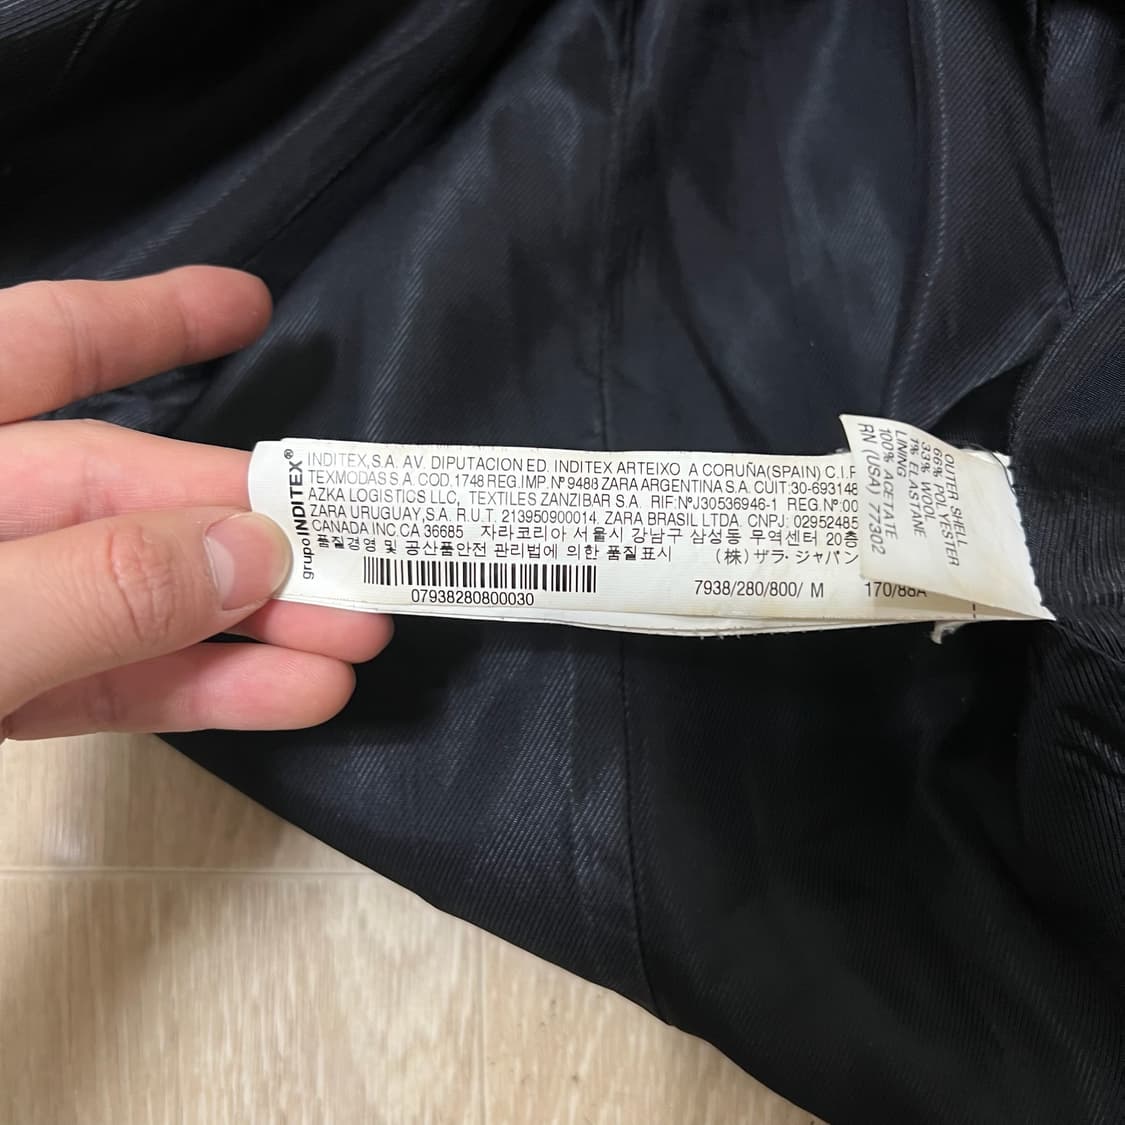 grupo INDITEX®
INDITEX,S.A. AV. DIPUTACION ED. INDITEX ARTEIXO A CORUÑA(SPAIN) C.I.F
TEXMODAS S.A. COD.1748 REG.IMP.Nº 9488 ZARA ARGENTINA S.A. CUIT:30-693148
AZKA LOGISTICS LLC, TEXTILES ZANZIBAR S.A. RIF:NºJ30536946-1 REG.Nº:00
ZARA URUGUAY,S.A. R.U.T. 213950900014. ZARA BRASIL LTDA. CNPJ: 02952485
CANADA INC.CA 36685 자라코리아 서울시 강남구 삼성동 무역센터 20층
품질경영 및 공산품안전 관리법에 의한 품질표시 (株) ザラ・ジャパン
07938280800030
7938/280/800/ M 170/88A
OUTER SHELL
66% POLYESTER
33% WOOL
1% ELASTANE
LINING
100% ACETATE
RN (USA) 77302